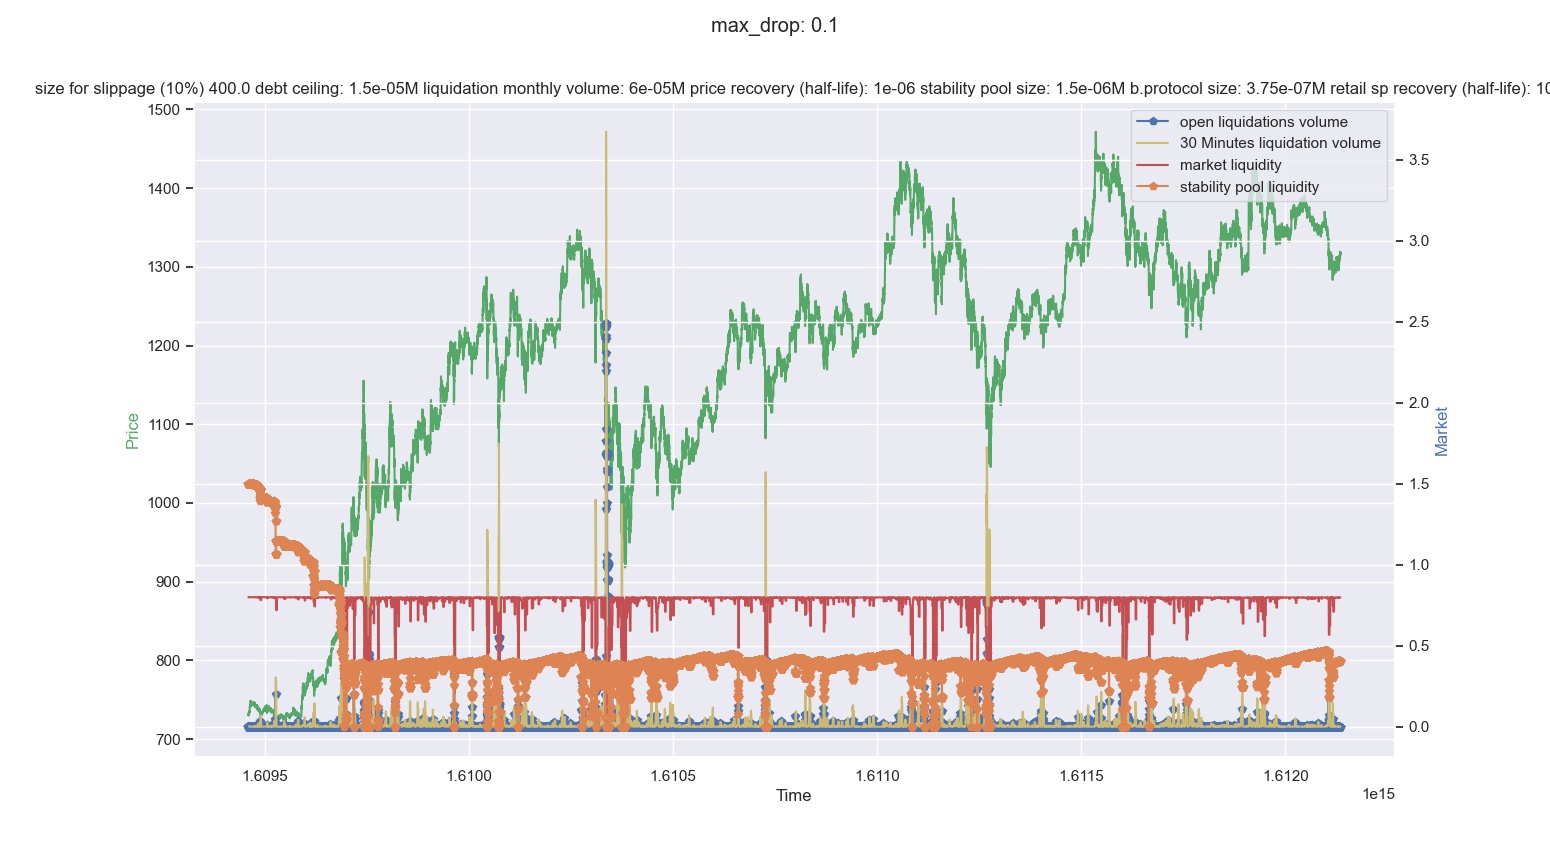 max_drop: 0.1
size for slippage (10%) 400.0 debt ceiling: 1.5e-05M liquidation monthly volume: 6e-05M price recovery (half-life): 1e-06 stability pool size: 1.5e-06M b.protocol size: 3.75e-07M retail sp recovery (half-life): 10
open liquidations volume
30 Minutes liquidation volume
market liquidity
stability pool liquidity
1500
1400
1300
1200
1100
1000
900
800
700
Price
3.5
3.0
2.5
2.0
1.5
1.0
0.5
0.0
Market
1.6095
1.6100
1.6105
1.6110
1.6115
1.6120
Time
1e15